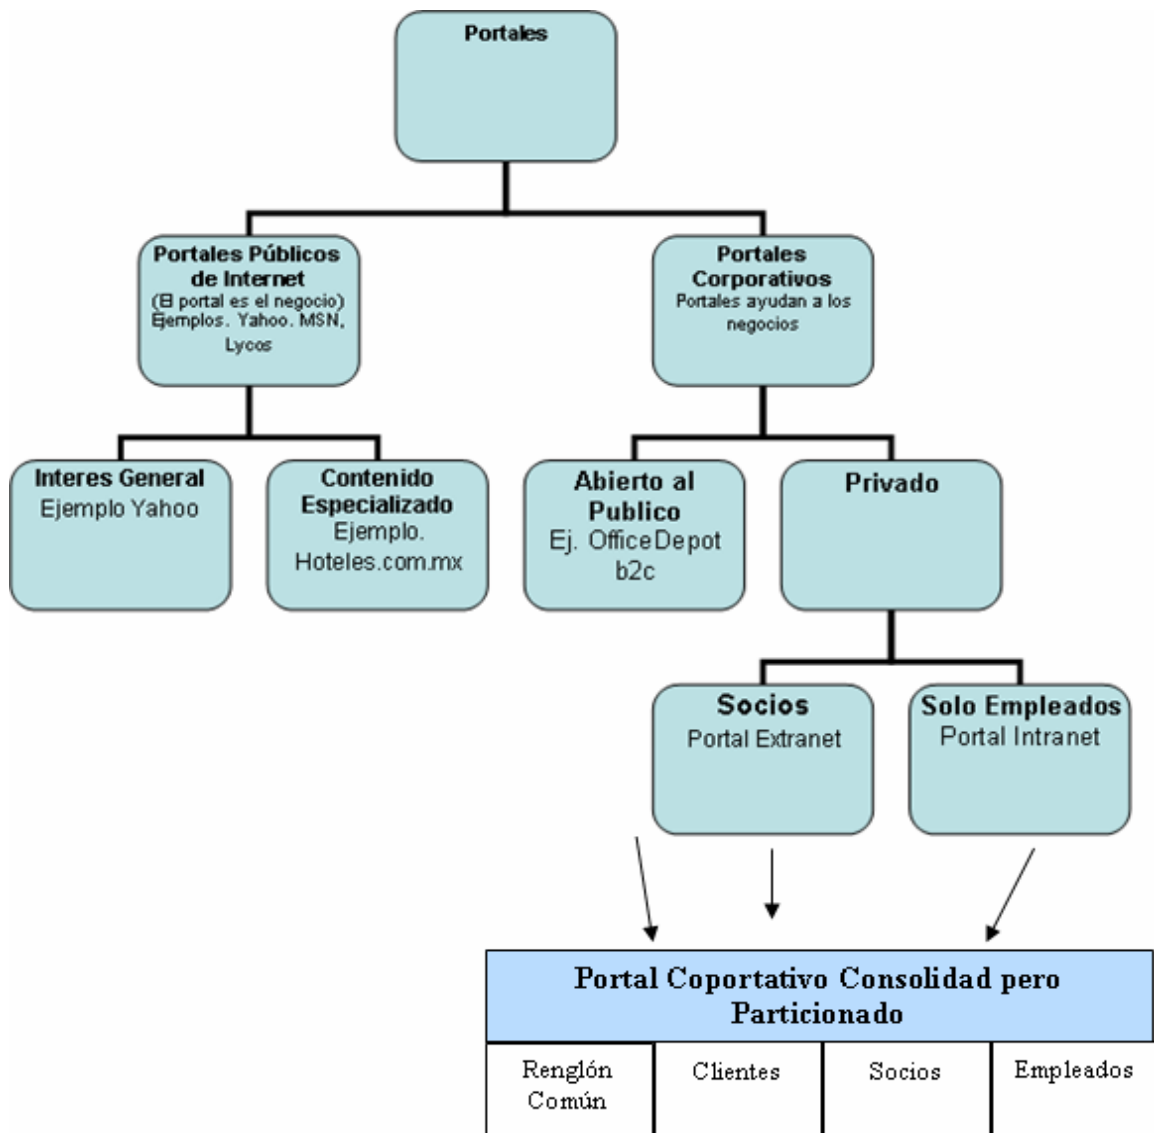 Portales
Portales Públicos
de Internet
(El portal es el negocio)
Ejemplos. Yahoo. MSN,
Lycos
Portales
Corporativos
Portales ayudan a los
negocios
Interes General
Ejemplo Yahoo
Contenido
Especializado
Ejemplo.
Hoteles.com.mx
Abierto al
Publico
Ej. OfficeDepot
b2c
Privado
Socios
Portal Extranet
Solo Empleados
Portal Intranet
Portal Coportativo Consolidad pero
Particionado
Renglón
Común
Clientes
Socios
Empleados